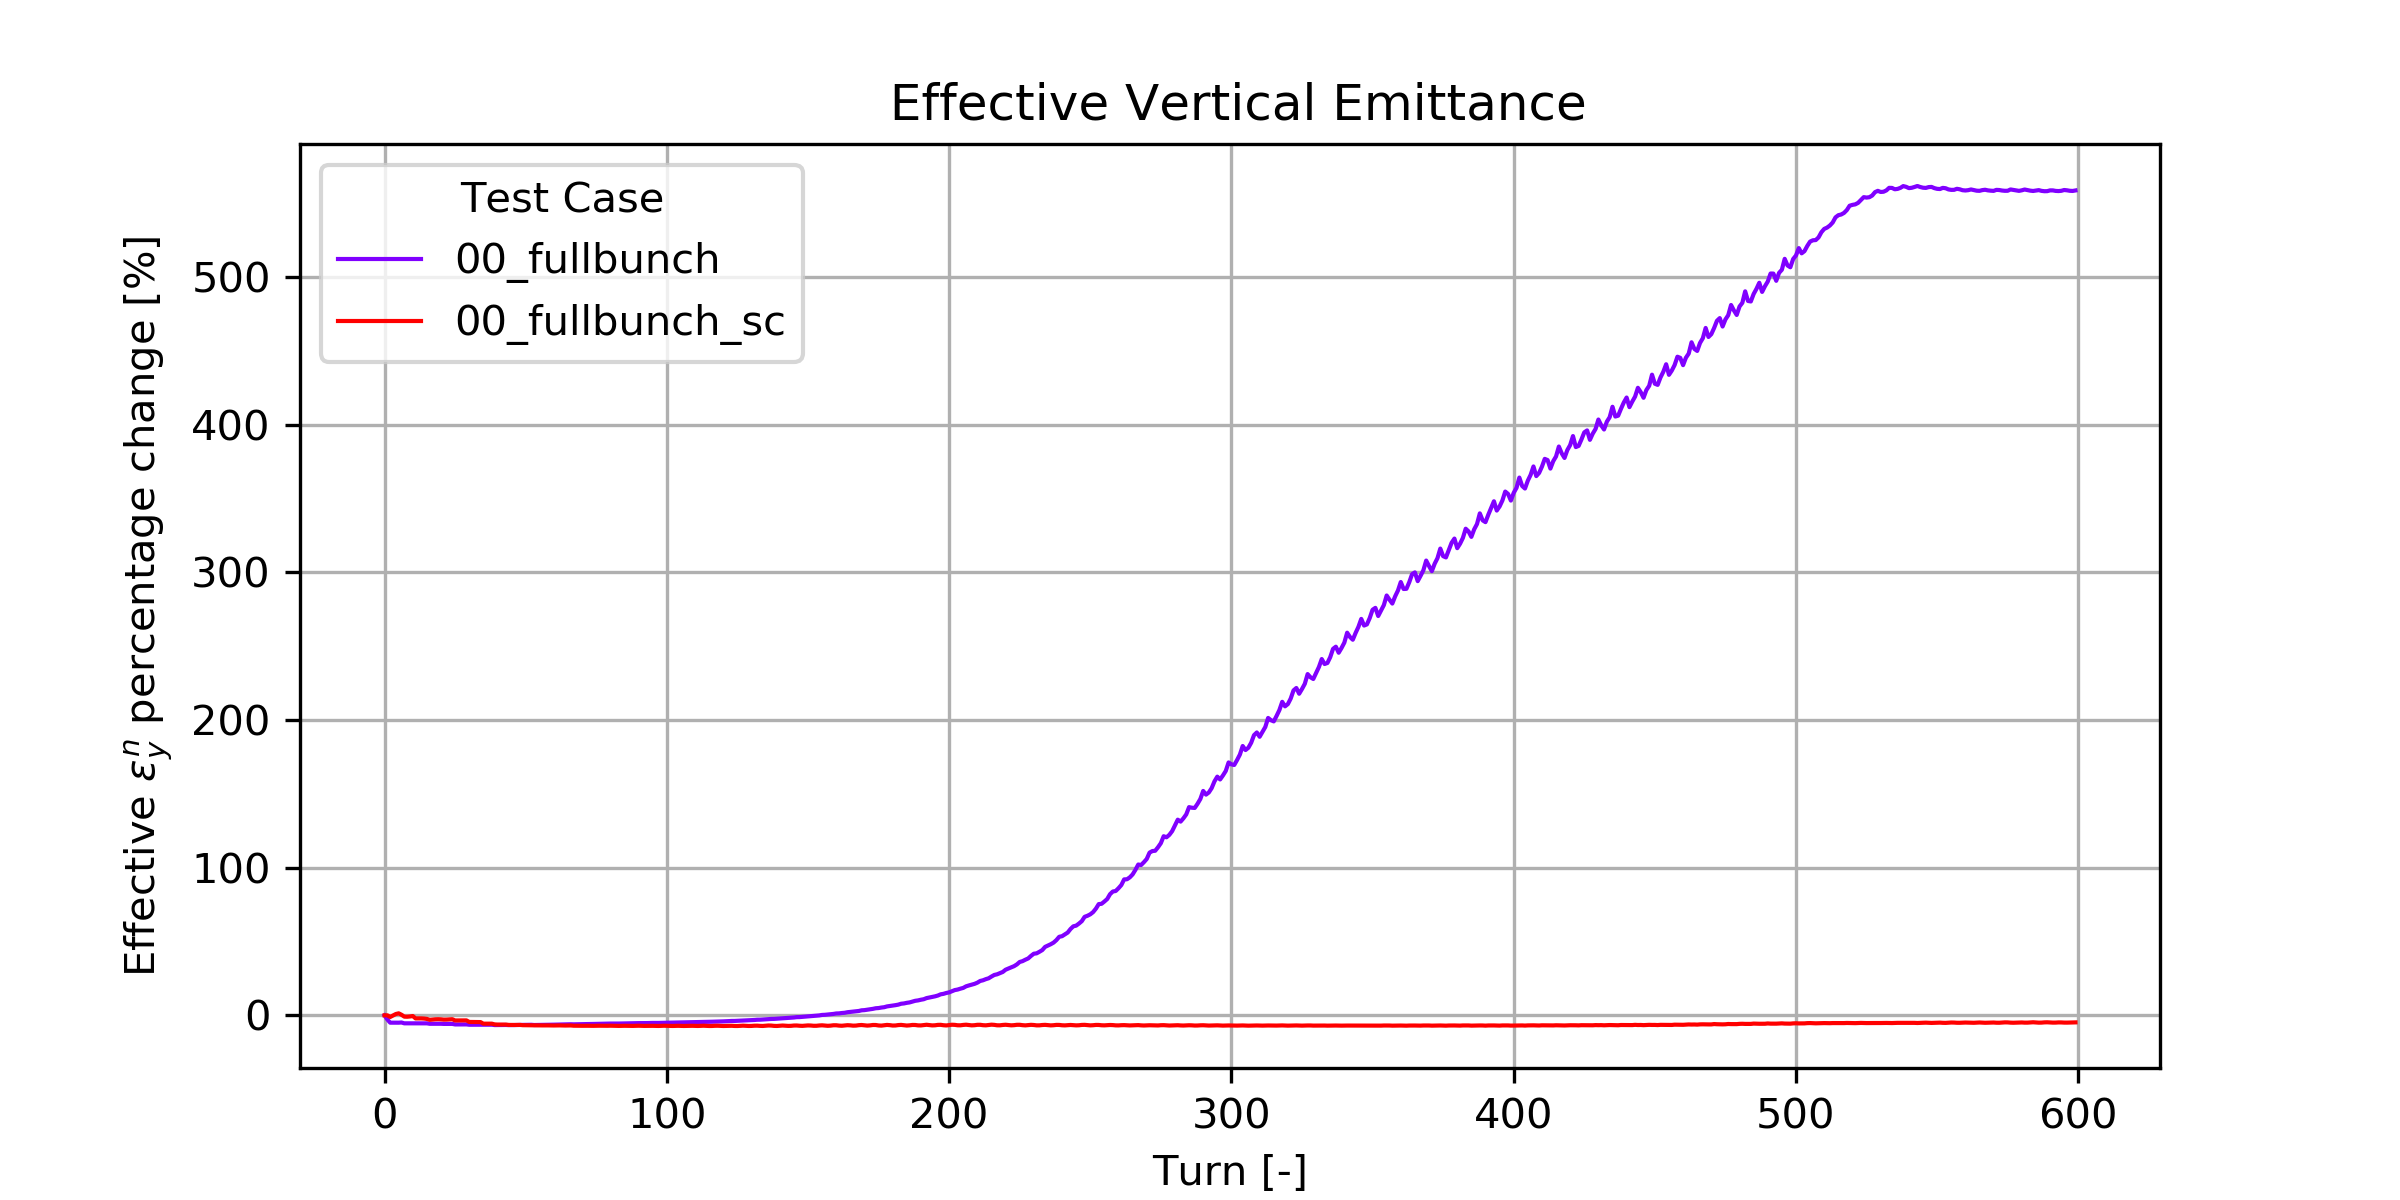 Effective Vertical Emittance
Test Case
00_fullbunch
00_fullbunch_sc
Effective εₙʸ percentage change [%]
500
400
300
200
100
0
0 100 200 300 400 500 600
Turn [-]